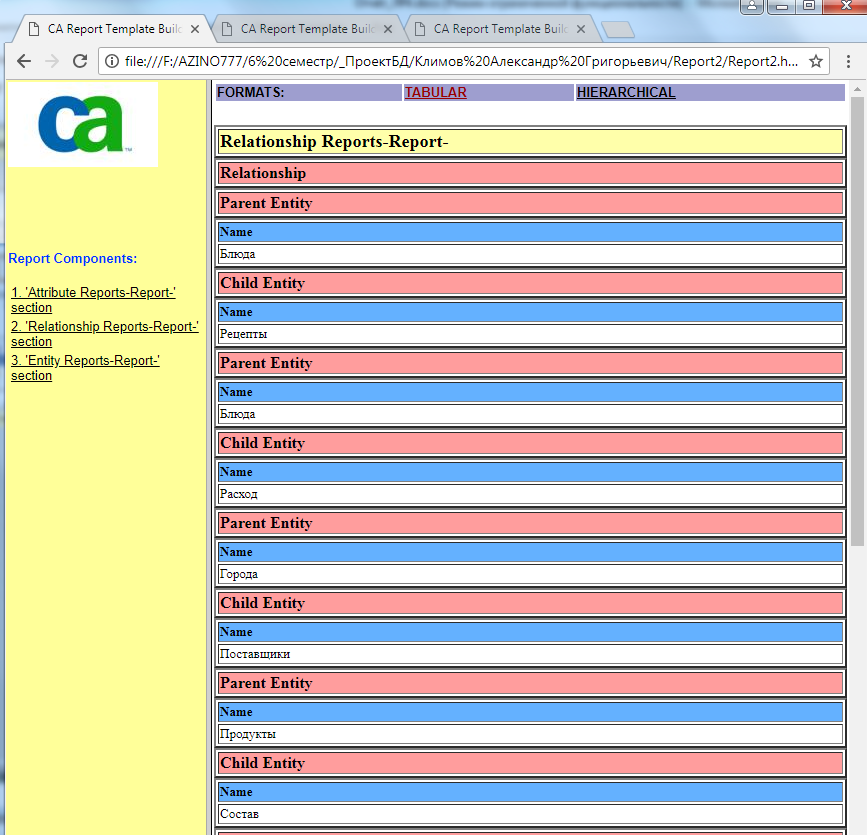 CA Report Template Build
CA Report Template Build
CA Report Template Build
file:///F:/AZINO777/6%20семестр/_ПроектБД/Климов%20Александр%20Григорьевич/Report2/Report2.h...
ca
TM
Report Components:
1. 'Attribute Reports-Report-'
section
2. 'Relationship Reports-Report-'
section
3. 'Entity Reports-Report-'
section
FORMATS:
TABULAR
HIERARCHICAL
Relationship Reports-Report-
Relationship
Parent Entity
Name
Блюда
Child Entity
Name
Рецепты
Parent Entity
Name
Блюда
Child Entity
Name
Расход
Parent Entity
Name
Города
Child Entity
Name
Поставщики
Parent Entity
Name
Продукты
Child Entity
Name
Состав